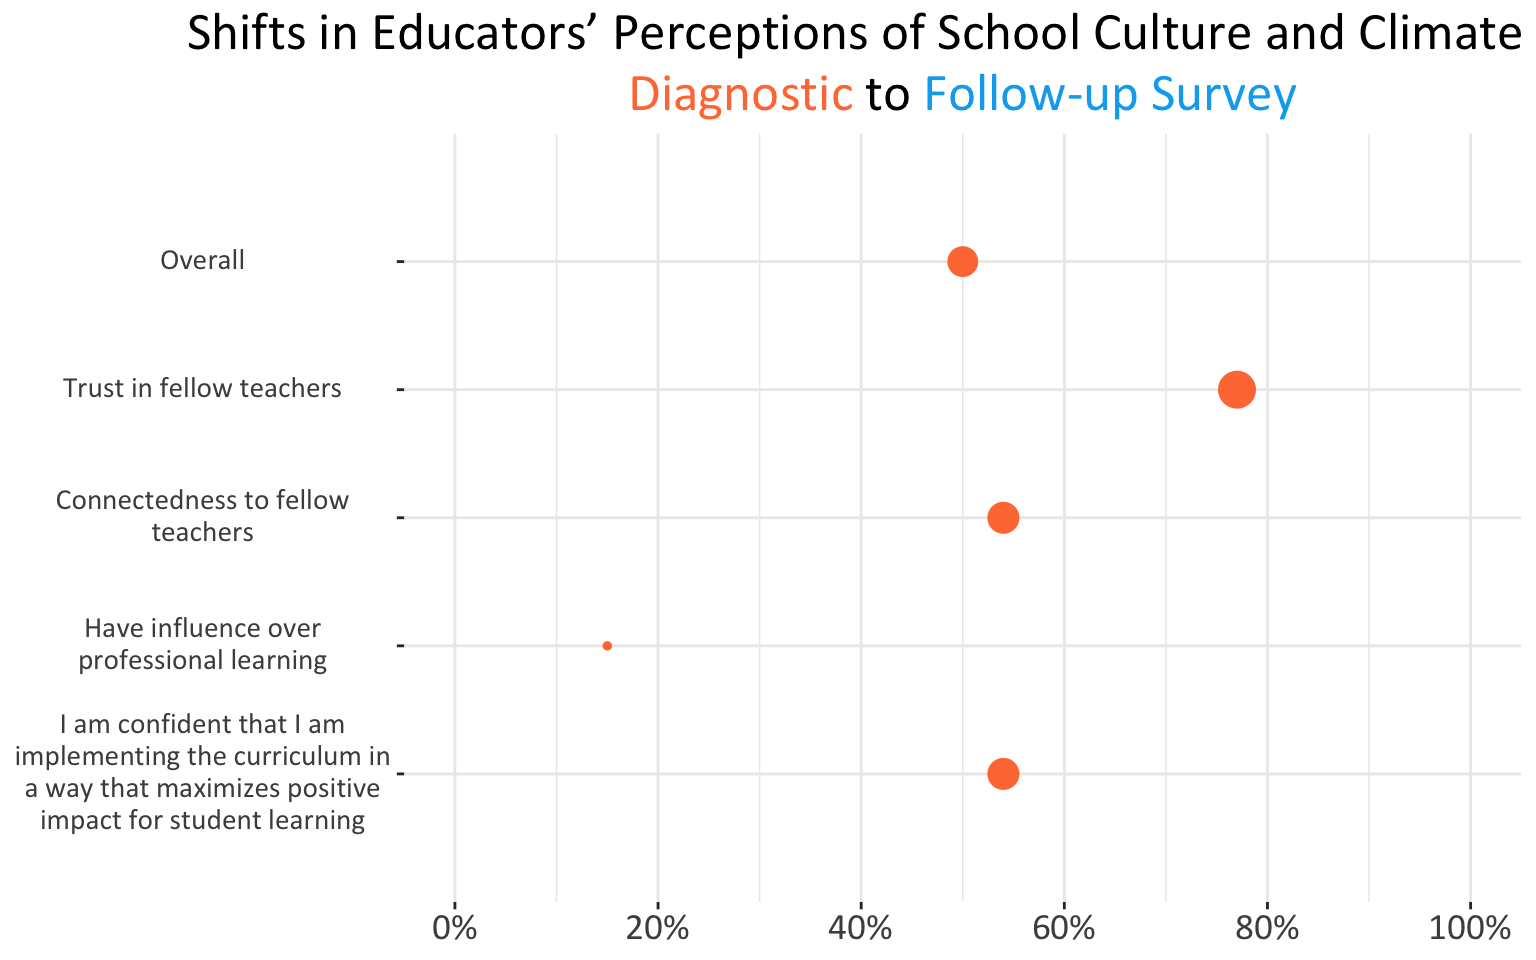 Shifts in Educators’ Perceptions of School Culture and Climate
Diagnostic to Follow-up Survey
Overall
Trust in fellow teachers
Connectedness to fellow
teachers
Have influence over
professional learning
I am confident that I am
implementing the curriculum in
a way that maximizes positive
impact for student learning
0% 20% 40% 60% 80% 100%